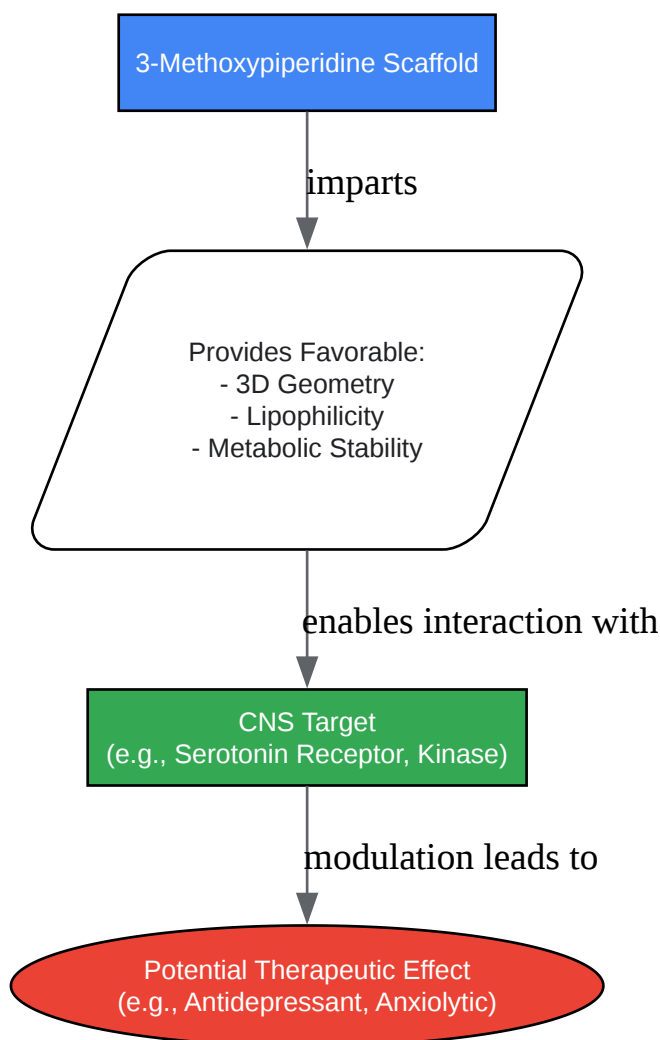 3-Methoxypiperidine Scaffold
imparts
Provides Favorable:
- 3D Geometry
- Lipophilicity
- Metabolic Stability
enables interaction with
CNS Target
(e.g., Serotonin Receptor, Kinase)
modulation leads to
Potential Therapeutic Effect
(e.g., Antidepressant, Anxiolytic)